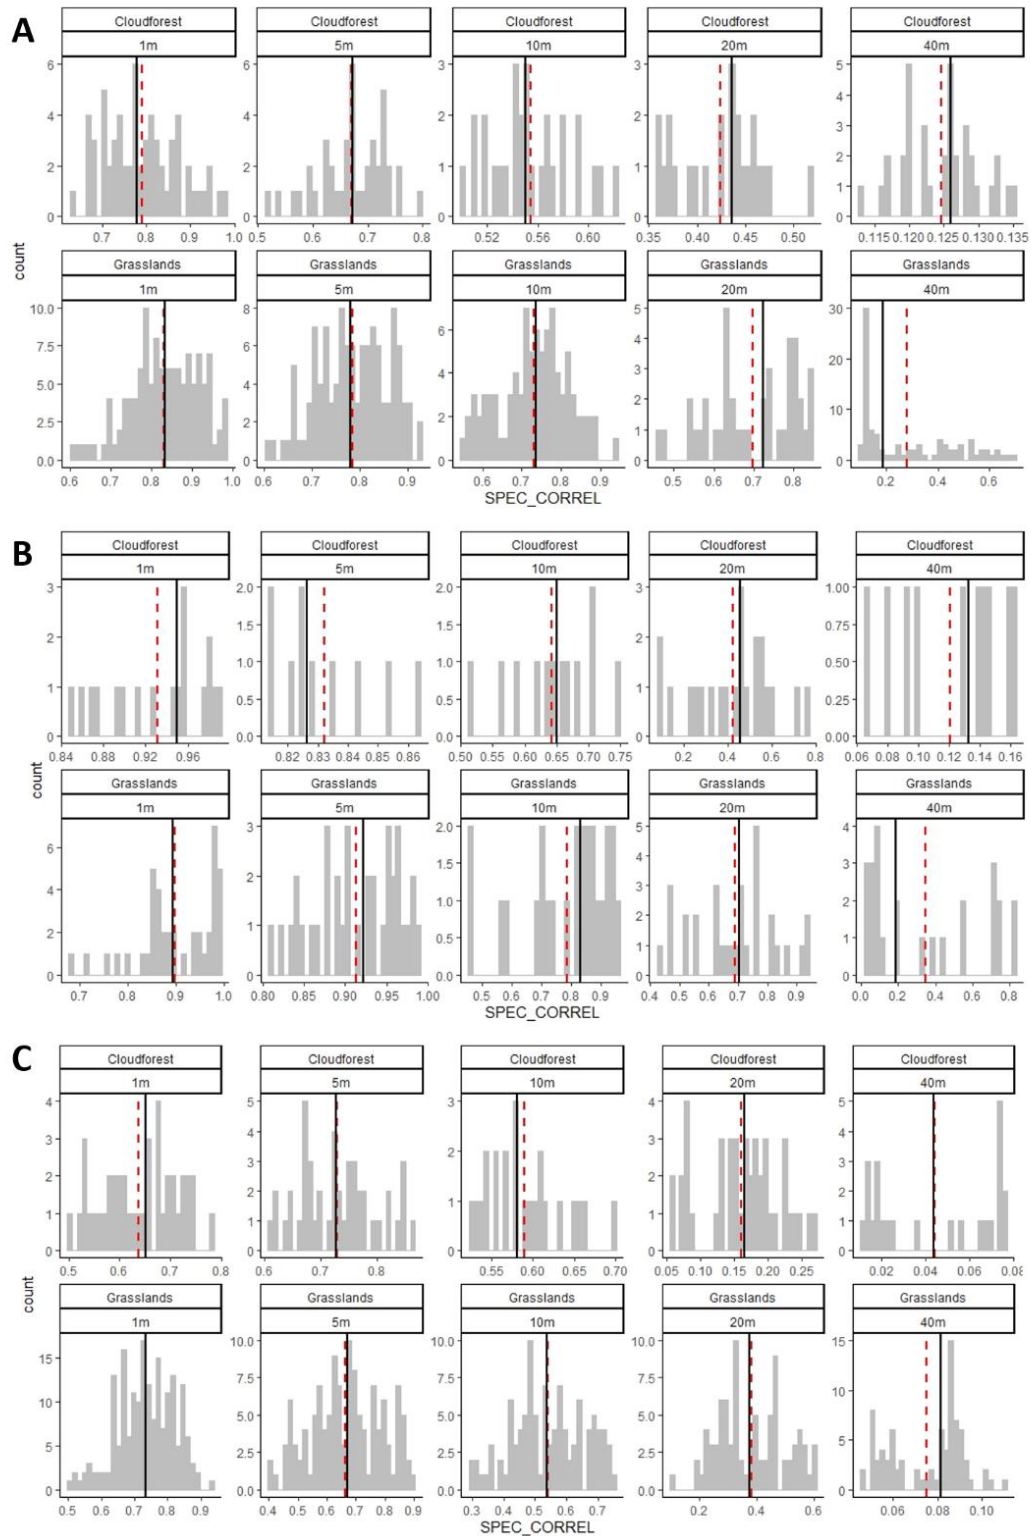 A
Cloudforest Cloudforest Cloudforest Cloudforest Cloudforest
1m 5m 10m 20m 40m
6 6 3 3 5
4
4 4 2 2 3
2 2 1 1 2
1
0 0 0 0 0
0.7 0.8 0.9 1.0 0.5 0.6 0.7 0.8 0.52 0.56 0.60 0.35 0.40 0.45 0.50 0.115 0.120 0.125 0.130 0.135
count
Grasslands Grasslands Grasslands Grasslands Grasslands
1m 5m 10m 20m 40m
10.0 8 5 30
7.5 6 6 4
20
5.0 4 4 3
2
2.5 2 2 1 10
0.0 0 0 0 0
0.6 0.7 0.8 0.9 1.0 0.6 0.7 0.8 0.9 0.6 0.7 0.8 0.9 0.5 0.6 0.7 0.8 0.2 0.4 0.6
SPEC_CORREL
B
Cloudforest Cloudforest Cloudforest Cloudforest Cloudforest
1m 5m 10m 20m 40m
3 2.0 2.0 3 1.00
2 1.5 1.5 2 0.75
1.0 1.0 0.50
1 0.5 0.5 1 0.25
0 0.0 0.0 0 0.00
0.84 0.88 0.92 0.96 0.82 0.83 0.84 0.85 0.86 0.50 0.55 0.60 0.65 0.70 0.75 0.2 0.4 0.6 0.8 0.06 0.08 0.10 0.12 0.14 0.16
count
Grasslands Grasslands Grasslands Grasslands Grasslands
1m 5m 10m 20m 40m
3 2.0 5 4
6 1.5 4 3
4 2 3
1.0 2 2
2 1 0.5 1 1
0 0 0.0 0 0
0.7 0.8 0.9 1.0 0.80 0.85 0.90 0.95 1.00 0.5 0.6 0.7 0.8 0.9 0.4 0.5 0.6 0.7 0.8 0.9 0.0 0.2 0.4 0.6 0.8
SPEC_CORREL
C
Cloudforest Cloudforest Cloudforest Cloudforest Cloudforest
1m 5m 10m 20m 40m
4 5 3 4 5
3 4 3 4
2 3 2 2 3
2 2
1 1 1 1 1
0 0 0 0 0
0.5 0.6 0.7 0.8 0.6 0.7 0.8 0.55 0.60 0.65 0.70 0.05 0.10 0.15 0.20 0.25 0.02 0.04 0.06 0.08
count
Grasslands Grasslands Grasslands Grasslands Grasslands
1m 5m 10m 20m 40m
10.0 10.0 10.0 15
15 7.5 7.5 7.5
10 5.0 5.0 5.0 10
5 2.5 2.5 2.5 5
0 0.0 0.0 0.0 0
0.5 0.6 0.7 0.8 0.9 0.4 0.5 0.6 0.7 0.8 0.9 0.3 0.4 0.5 0.6 0.7 0.2 0.4 0.6 0.06 0.08 0.10
SPEC_CORREL